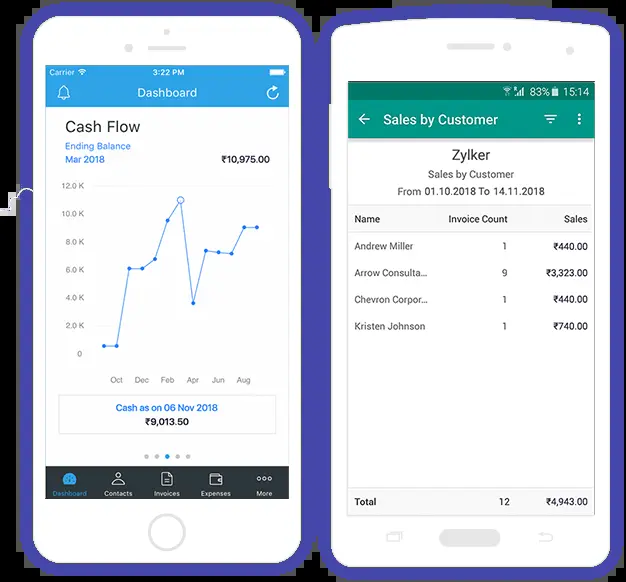 Carrier 3:22 PM
Dashboard
Cash Flow
Ending Balance
Mar 2018 ₹10,975.00
12.0 K
10.0 K
8.0 K
6.0 K
4.0 K
2.0 K
0
Oct Dec Feb Apr Jun Aug
Cash as on 06 Nov 2018
₹9,013.50
Dashboard Contacts Invoices Expenses More
83% 15:14
Sales by Customer
Zylker
Sales by Customer
From 01.10.2018 To 14.11.2018
Name Invoice Count Sales
Andrew Miller 1 ₹440.00
Arrow Consulta... 9 ₹3,323.00
Chevron Corpor... 1 ₹440.00
Kristen Johnson 1 ₹740.00
Total 12 ₹4,943.00